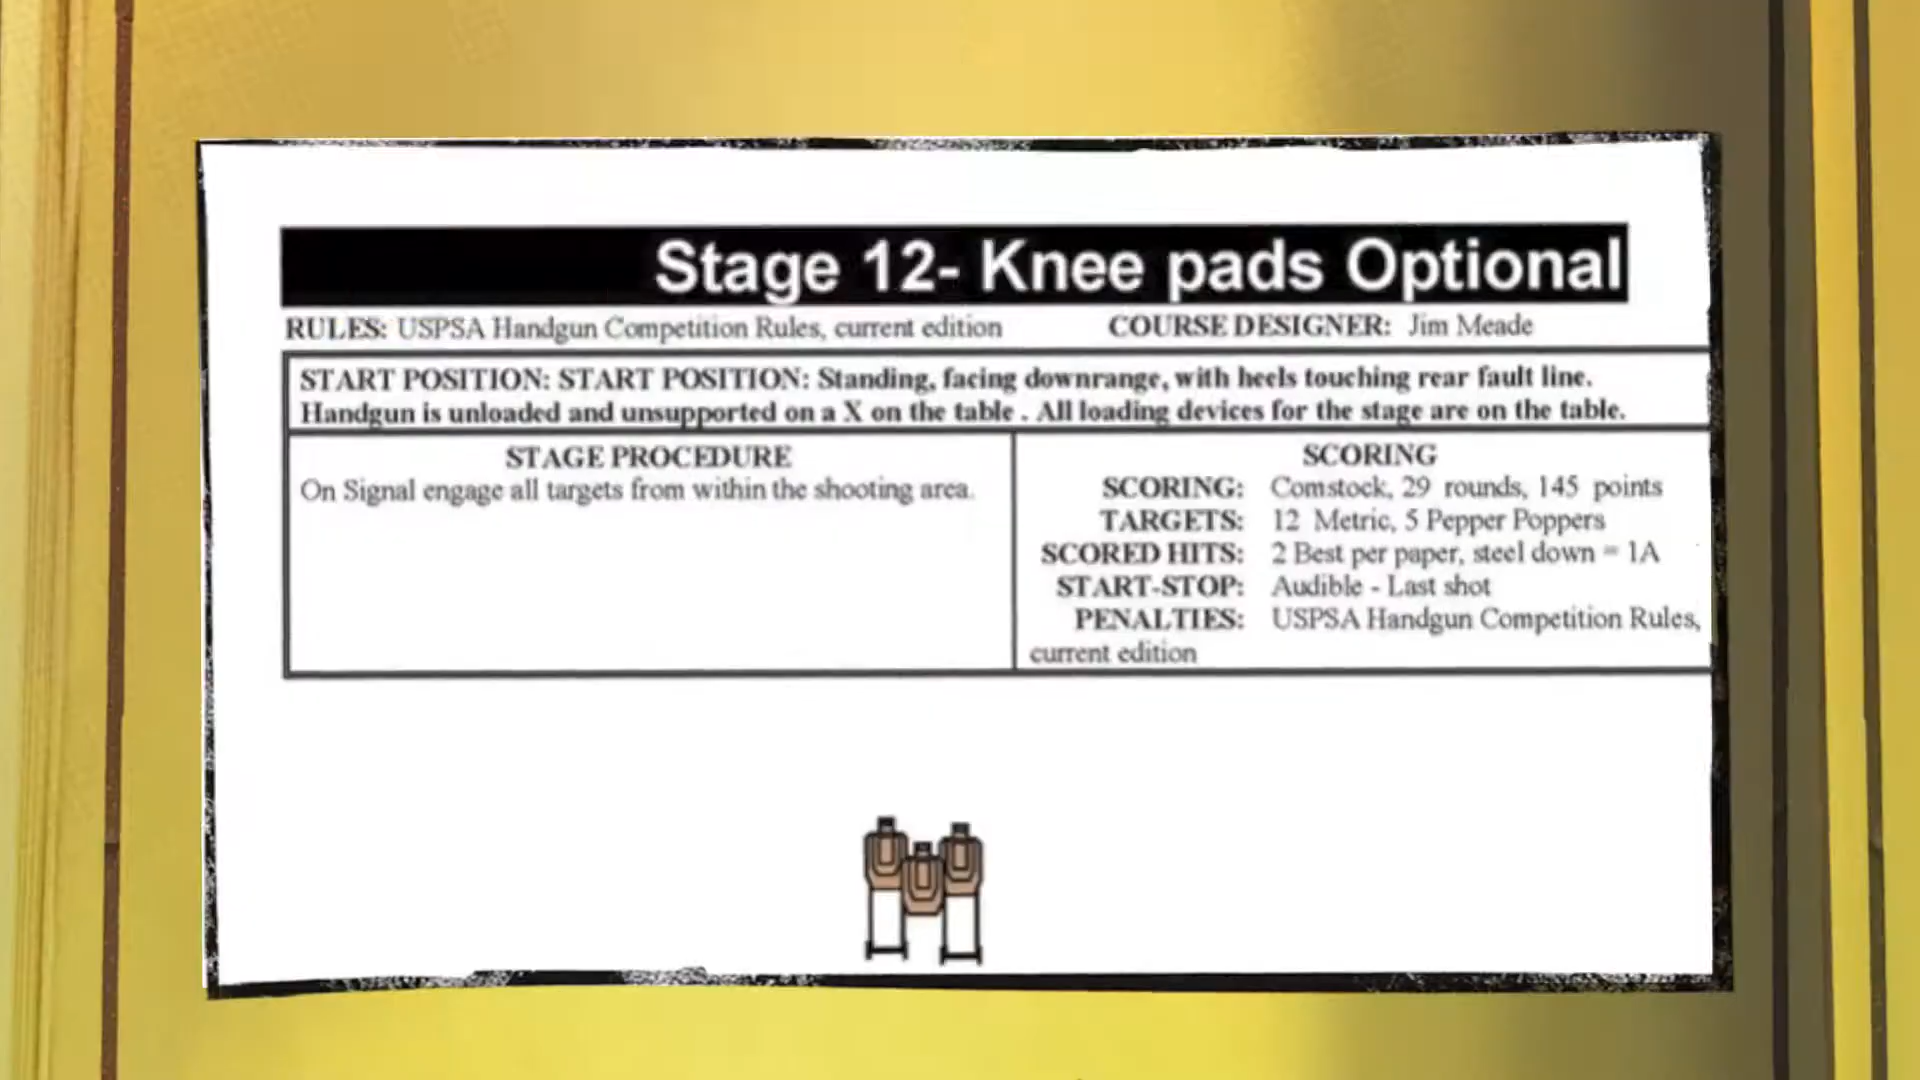 Stage 12- Knee pads Optional
RULES: USPSA Handgun Competition Rules, current edition COURSE DESIGNER: Jim Meade
START POSITION: START POSITION: Standing, facing downrange, with heels touching rear fault line.
Handgun is unloaded and unsupported on a X on the table . All loading devices for the stage are on the table.
STAGE PROCEDURE
On Signal engage all targets from within the shooting area.
SCORING
SCORING: Comstock, 29 rounds, 145 points
TARGETS: 12 Metric, 5 Pepper Poppers
SCORED HITS: 2 Best per paper, steel down = 1A
START-STOP: Audible - Last shot
PENALTIES: USPSA Handgun Competition Rules,
current edition